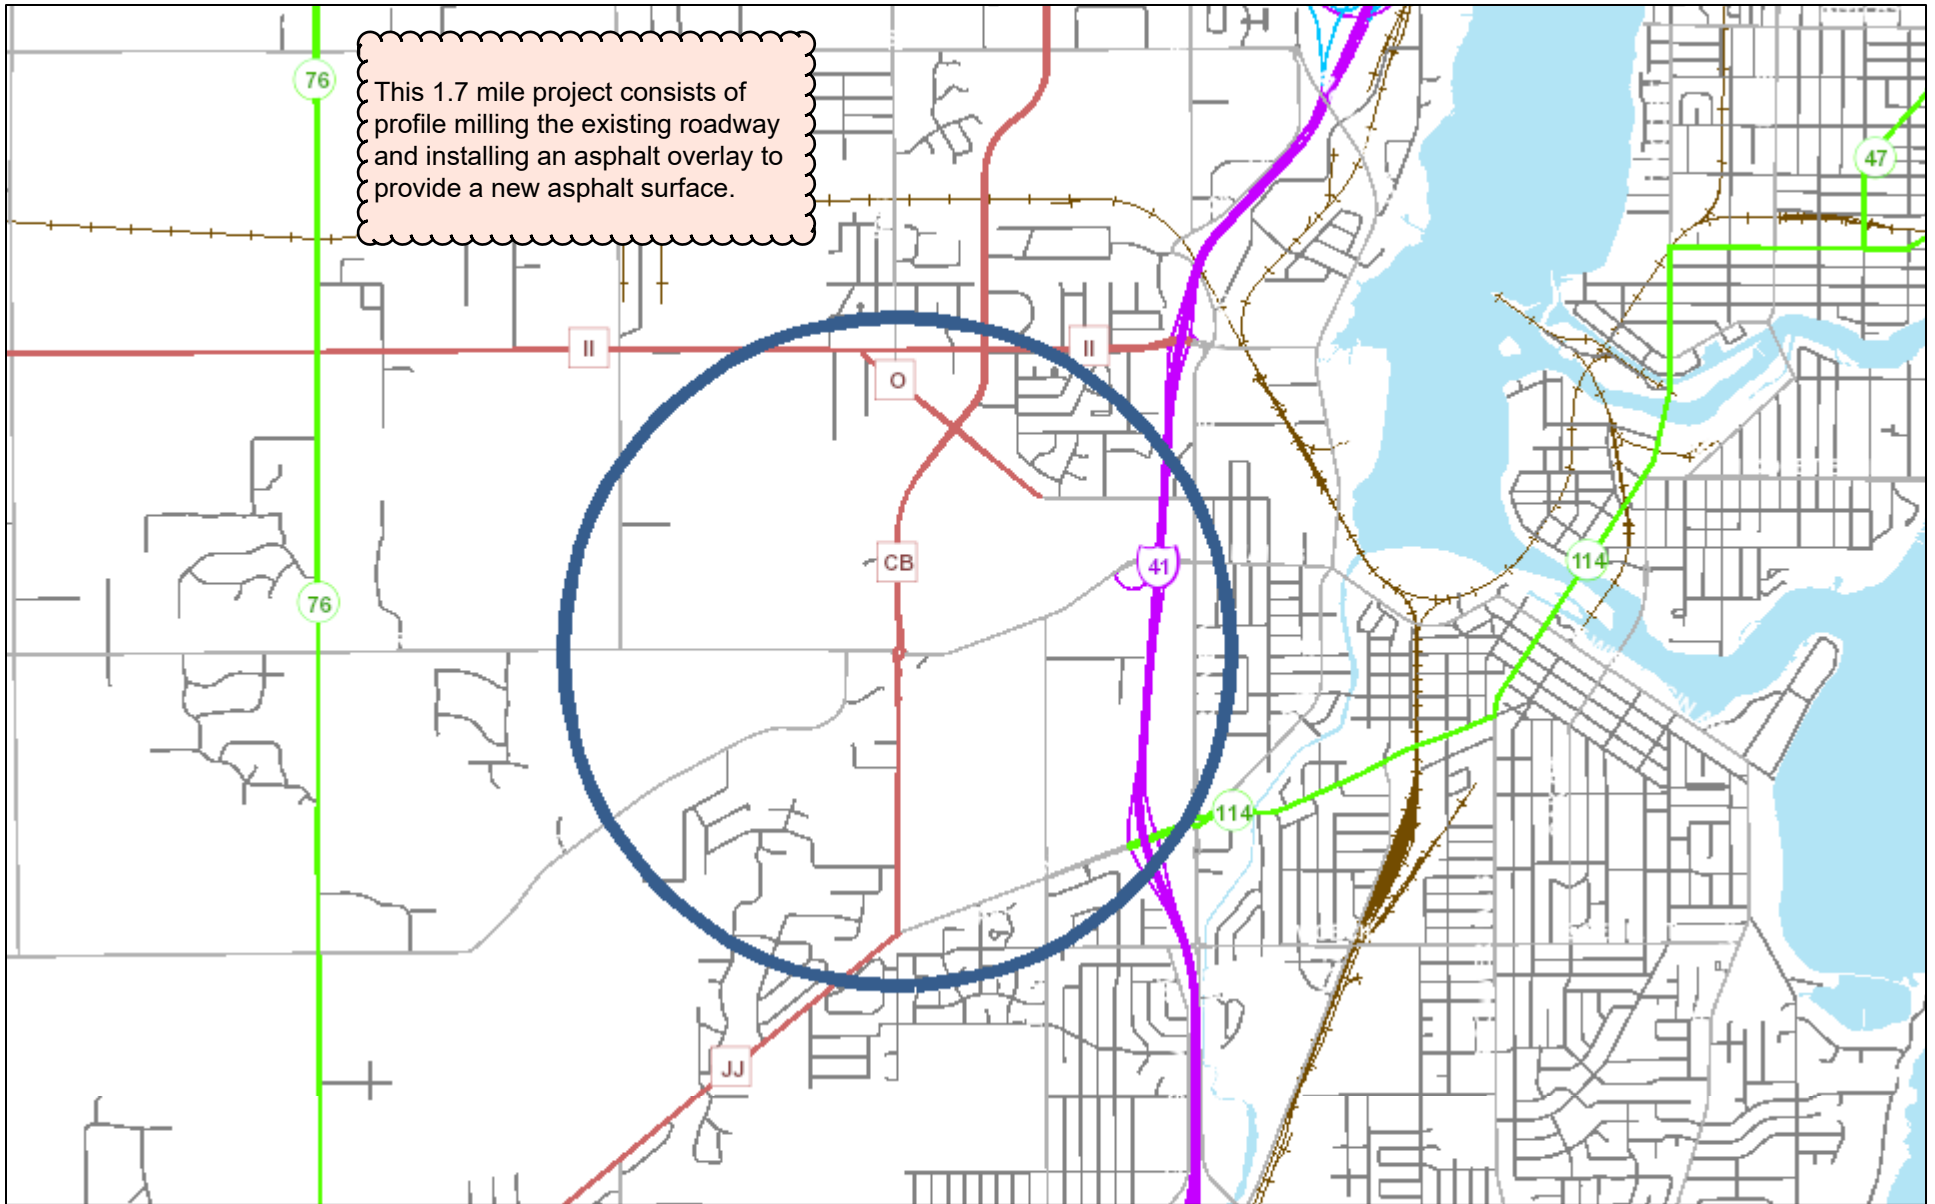 76
This 1.7 mile project consists of
profile milling the existing roadway
and installing an asphalt overlay to
provide a new asphalt surface.
47
II
II
O
CB
41
114
76
114
JJ